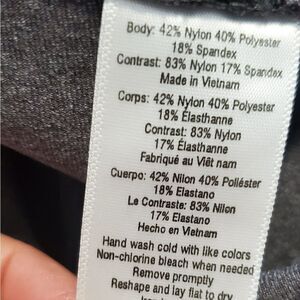 Body: 42% Nylon 40% Polyester
18% Spandex
Contrast: 83% Nylon 17% Spandex
Made in Vietnam
Corps: 42% Nylon 40% Polyester
18% Élasthanne
Contrast: 83% Nylon
17% Élasthanne
Fabriqué au Viêt nam
Cuerpo: 42% Nilon 40% Poliéster
18% Elastano
Le Contraste: 83% Nilon
17% Elastano
Hecho en Vietnam
Hand wash cold with like colors
Non-chlorine bleach when needed
Remove promptly
Reshape and lay flat to dry